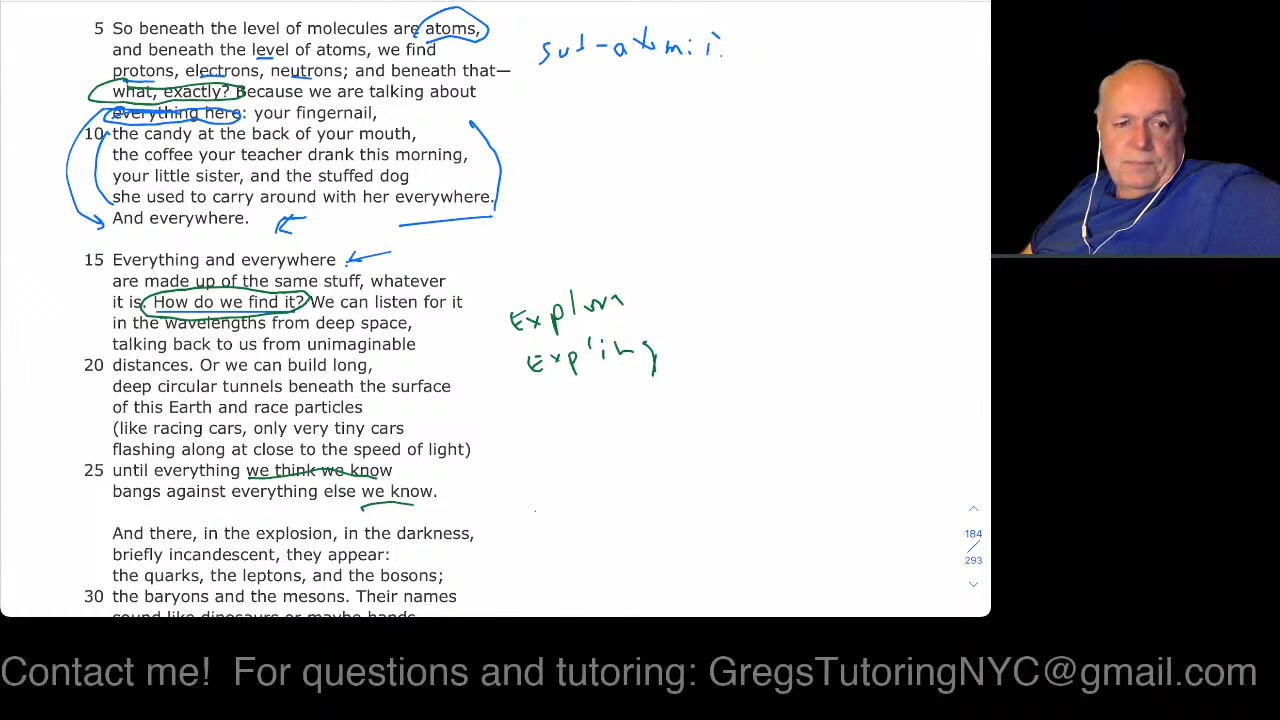 5 So beneath the level of molecules are atoms,
and beneath the level of atoms, we find
protons, electrons, neutrons; and beneath that—
what, exactly? Because we are talking about
everything here: your fingernail,
10 the candy at the back of your mouth,
the coffee your teacher drank this morning,
your little sister, and the stuffed dog
she used to carry around with her everywhere.
And everywhere.
15 Everything and everywhere
are made up of the same stuff, whatever
it is. How do we find it? We can listen for it
in the wavelengths from deep space,
talking back to us from unimaginable
20 distances. Or we can build long,
deep circular tunnels beneath the surface
of this Earth and race particles
(like racing cars, only very tiny cars
flashing along at close to the speed of light)
25 until everything we think we know
bangs against everything else we know.
And there, in the explosion, in the darkness,
briefly incandescent, they appear:
the quarks, the leptons, and the bosons;
30 the baryons and the mesons. Their names
sound like dinosaurs or maybe bands
184
293
Contact me! For questions and tutoring: GregsTutoringNYC@gmail.com